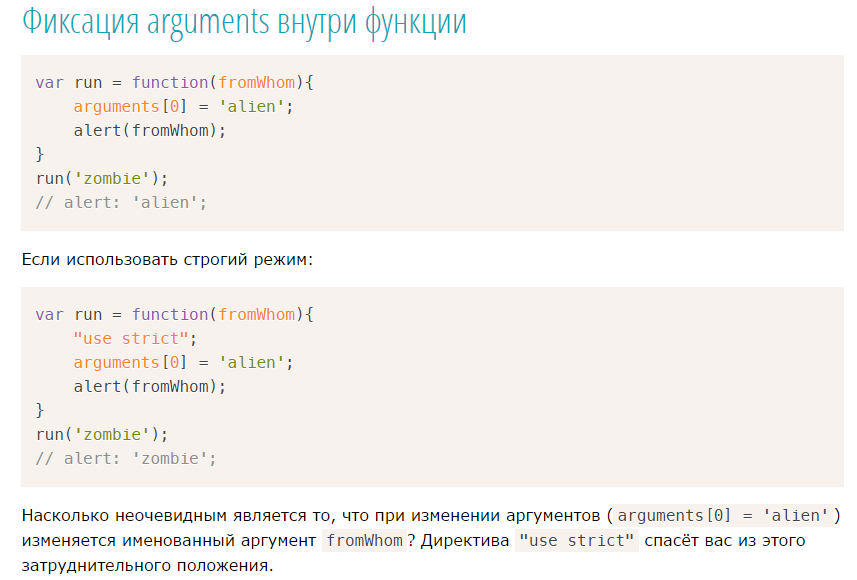 Фиксация arguments внутри функции
var run = function(fromWhom){
    arguments[0] = 'alien';
    alert(fromWhom);
}
run('zombie');
// alert: 'alien';
Если использовать строгий режим:
var run = function(fromWhom){
    "use strict";
    arguments[0] = 'alien';
    alert(fromWhom);
}
run('zombie');
// alert: 'zombie';
Насколько неочевидным является то, что при изменении аргументов (arguments[0] = 'alien')
изменяется именованный аргумент fromWhom? Директива "use strict" спасёт вас из этого
затруднительного положения.